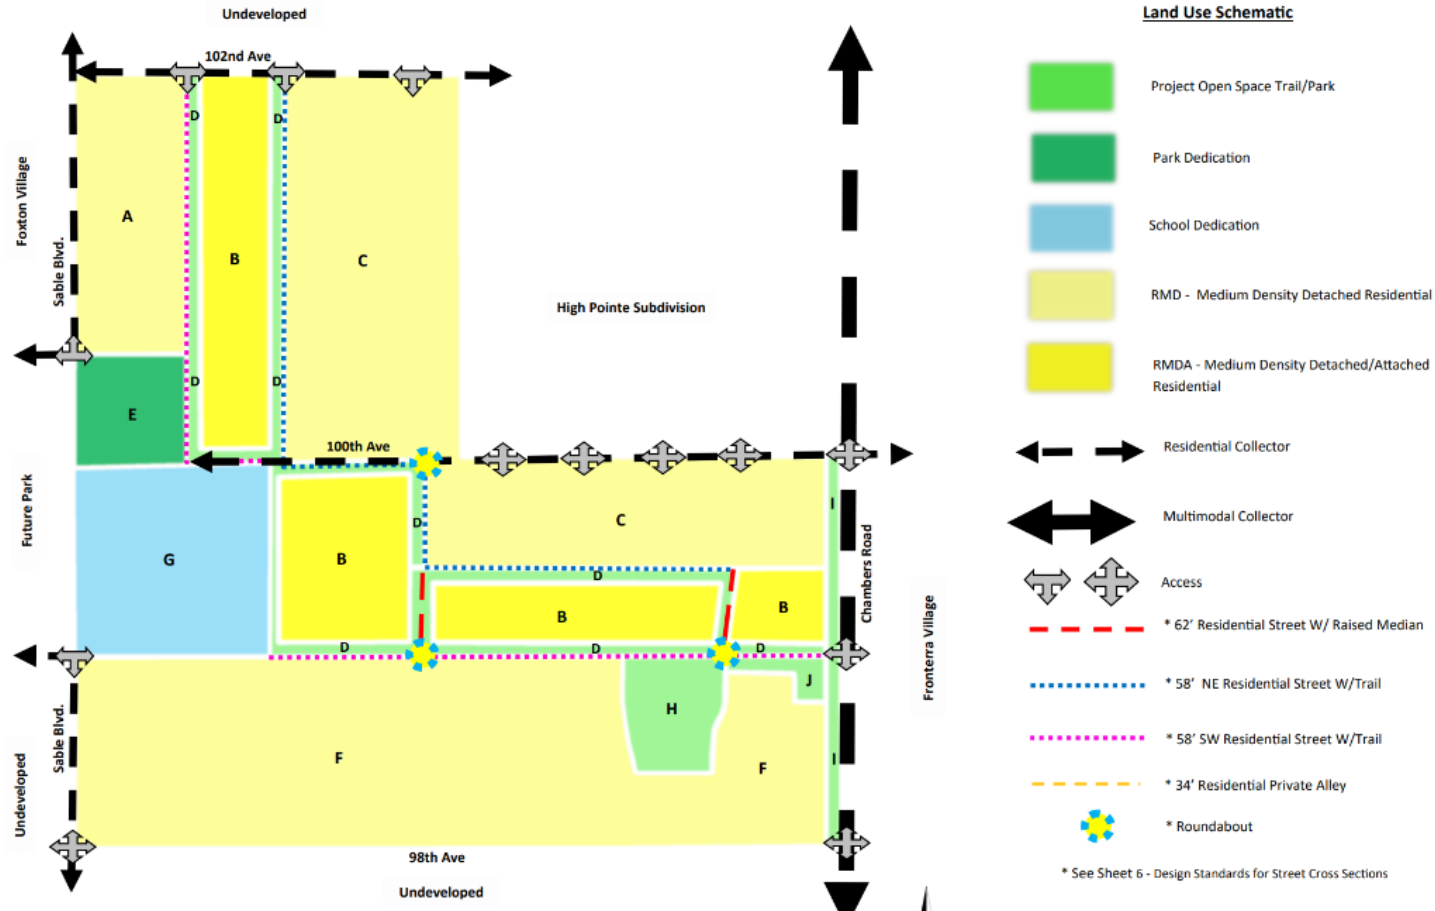 Undeveloped
102nd Ave
Foxton Village
Sable Blvd.
A
D
B
D
C
High Pointe Subdivision
D
D
E
100th Ave
Future Park
G
B
D
C
I
D
B
B
Chambers Road
Fronterra Village
D
D
D
J
H
Sable Blvd.
Undeveloped
F
F
I
98th Ave
Undeveloped
Land Use Schematic
Project Open Space Trail/Park
Park Dedication
School Dedication
RMD - Medium Density Detached Residential
RMDA - Medium Density Detached/Attached
Residential
Residential Collector
Multimodal Collector
Access
* 62' Residential Street W/ Raised Median
* 58' NE Residential Street W/Trail
* 58' SW Residential Street W/Trail
* 34' Residential Private Alley
* Roundabout
* See Sheet 6 - Design Standards for Street Cross Sections